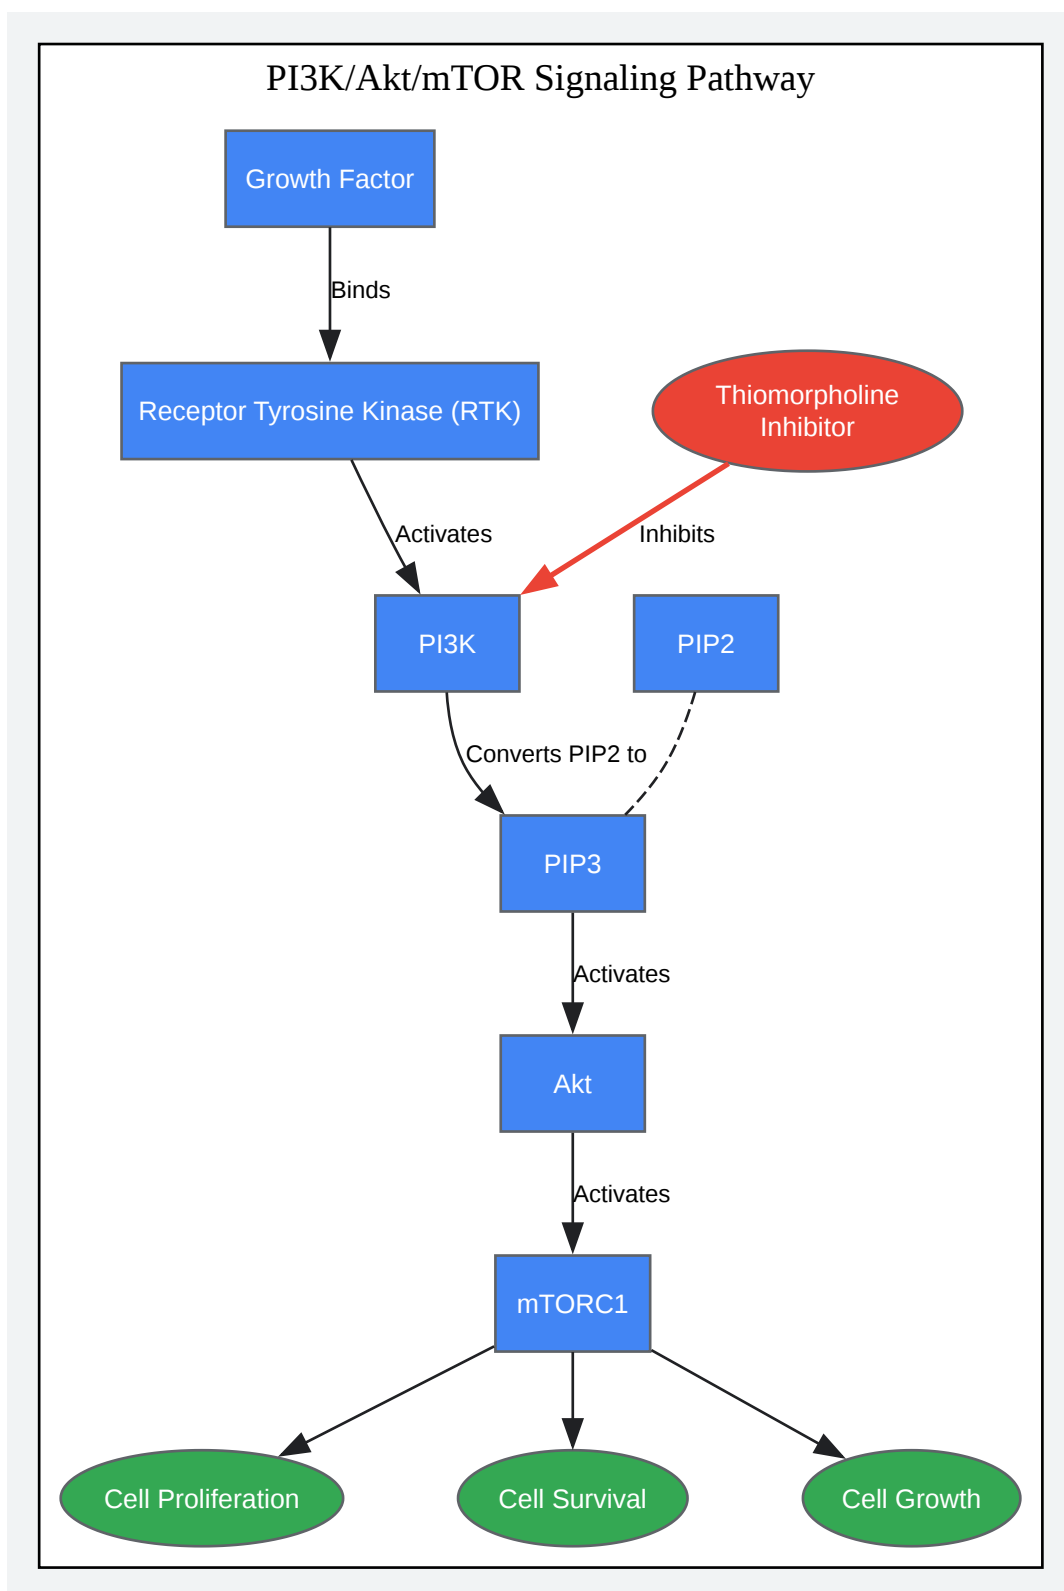 PI3K/Akt/mTOR Signaling Pathway
Growth Factor
Binds
Receptor Tyrosine Kinase (RTK)
Thiomorpholine
Inhibitor
Activates
Inhibits
PI3K
PIP2
Converts PIP2 to
PIP3
Activates
Akt
Activates
mTORC1
Cell Proliferation
Cell Survival
Cell Growth